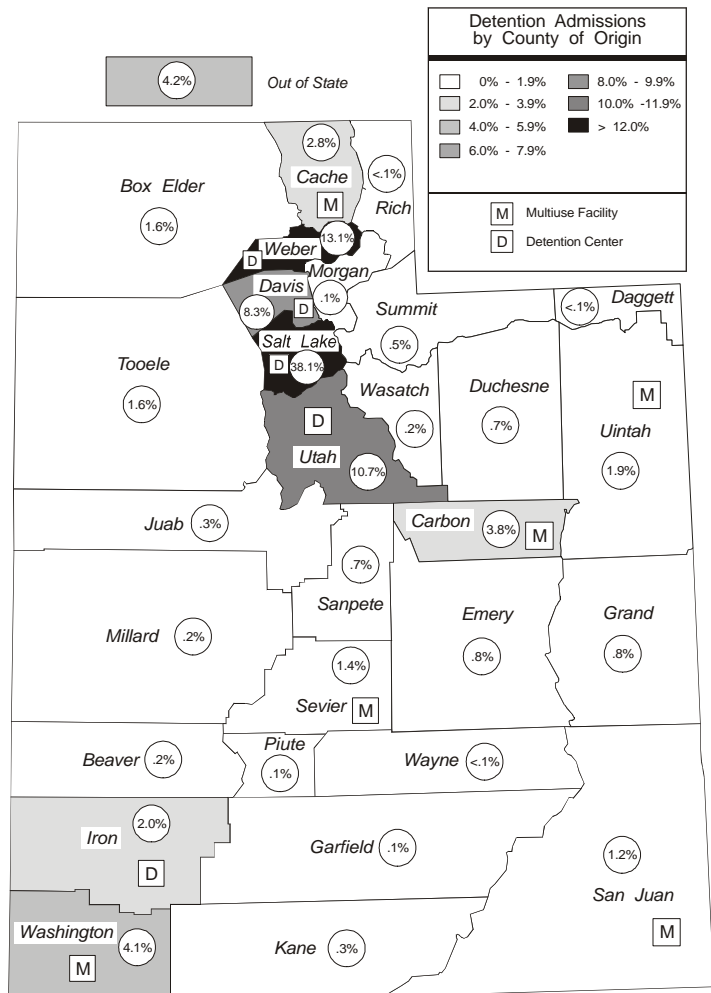 Detention Admissions
by County of Origin
0% - 1.9%
2.0% - 3.9%
4.0% - 5.9%
6.0% - 7.9%
8.0% - 9.9%
10.0% -11.9%
> 12.0%
M Multiuse Facility
D Detention Center
4.2% Out of State
2.8%
Cache
M
<.1%
Rich
Box Elder
1.6%
13.1%
Weber
D
Morgan
.1%
Davis
8.3%
D
Summit
.5%
<.1%
Daggett
Salt Lake
D
38.1%
Tooele
1.6%
Wasatch
.2%
Duchesne
.7%
M
Uintah
1.9%
D
Utah
10.7%
Juab
.3%
Carbon
3.8%
M
.7%
Sanpete
Millard
.2%
Emery
.8%
Grand
.8%
1.4%
Sevier
M
Beaver
.2%
Piute
.1%
Wayne
<.1%
2.0%
Iron
D
Garfield
.1%
1.2%
San Juan
M
Washington
4.1%
M
Kane
.3%